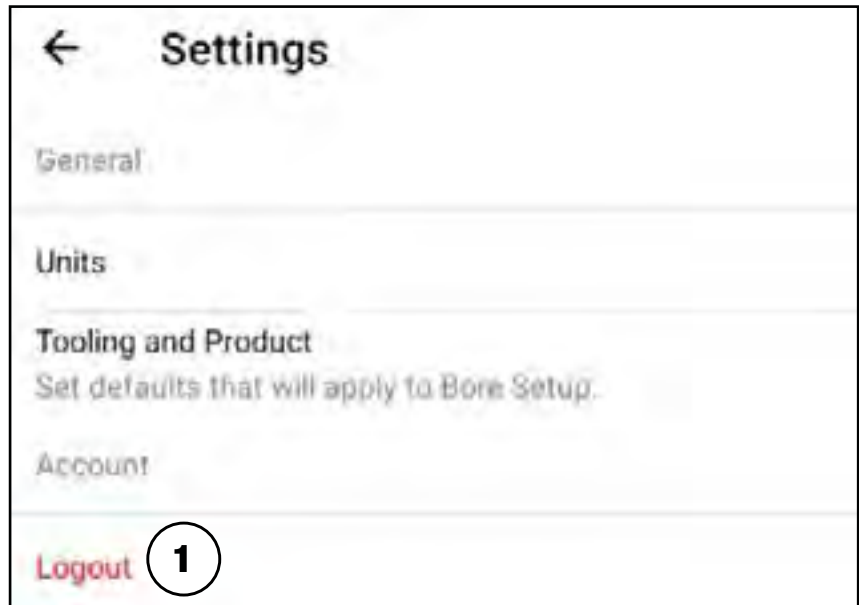 Settings
General
Units
Tooling and Product
Set defaults that will apply to Bore Setup.
Account
Logout 1